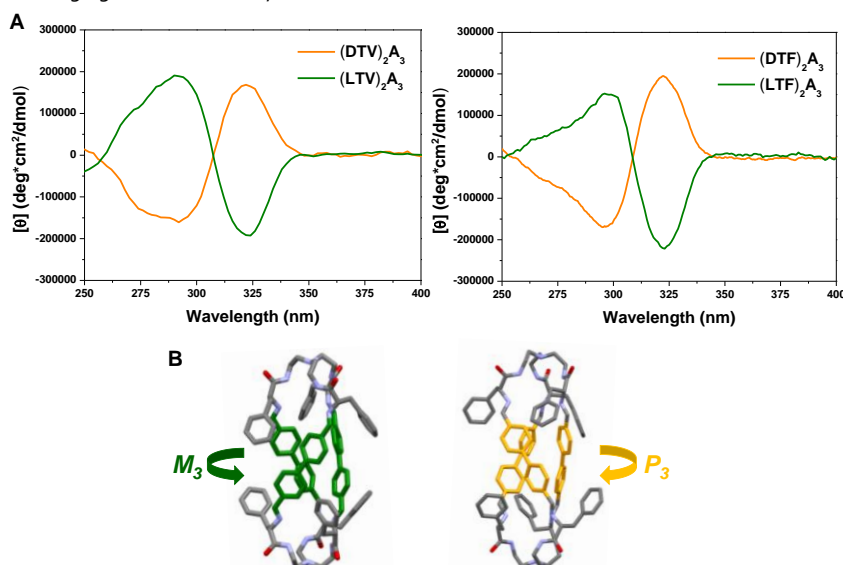 A
(DTV)₂A₃
(LTV)₂A₃
[θ] (deg*cm²/dmol)
300000
200000
100000
0
-100000
-200000
-300000
250 275 300 325 350 375 400
Wavelength (nm)
(DTF)₂A₃
(LTF)₂A₃
[θ] (deg*cm²/dmol)
300000
200000
100000
0
-100000
-200000
-300000
250 275 300 325 350 375 400
Wavelength (nm)
B
M₃
P₃